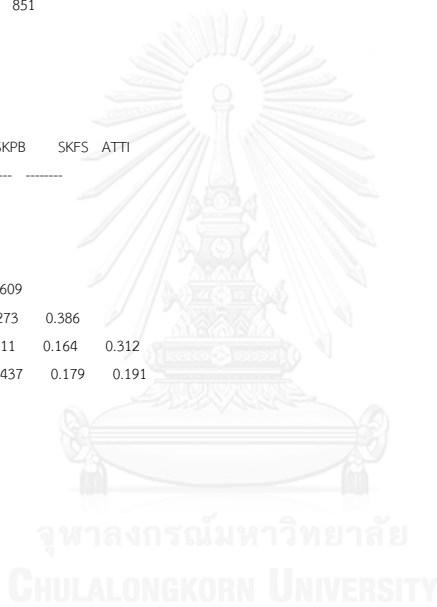 851
SKPB SKFS ATTI
--- --------
609
273 0.386
11 0.164 0.312
437 0.179 0.191
จุฬาลงกรณ์มหาวิทยาลัย
CHULALONGKORN UNIVERSITY